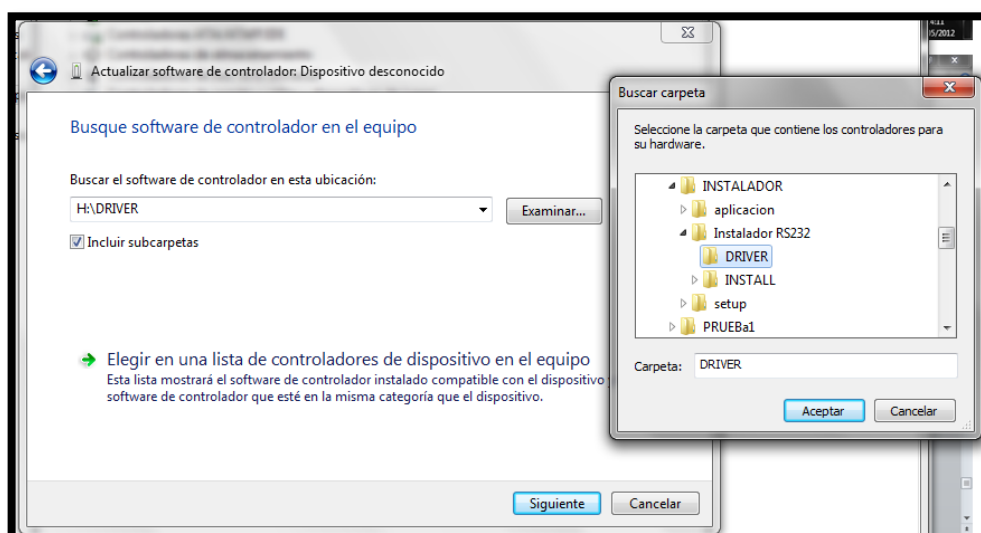 4:11
05/2012
Actualizar software de controlador: Dispositivo desconocido
Busque software de controlador en el equipo
Buscar el software de controlador en esta ubicación:
H:\DRIVER
Examinar...
Incluir subcarpetas
Elegir en una lista de controladores de dispositivo en el equipo
Esta lista mostrará el software de controlador instalado compatible con el dispositivo
software de controlador que esté en la misma categoría que el dispositivo.
Siguiente
Cancelar
Buscar carpeta
Seleccione la carpeta que contiene los controladores para
su hardware.
INSTALADOR
aplicacion
Instalador RS232
DRIVER
INSTALL
setup
PRUEBa1
Carpeta:
DRIVER
Aceptar
Cancelar